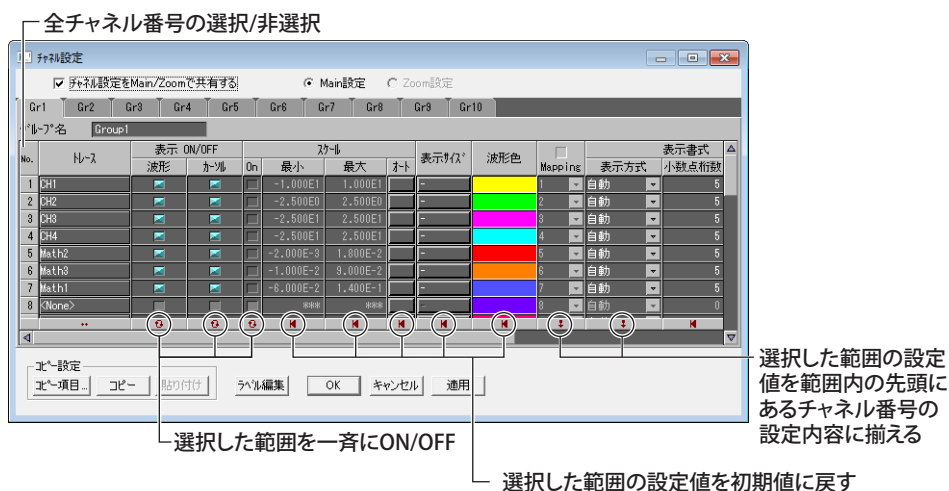 全チャネル番号の選択/非選択
ﾁｬﾈﾙ設定
ﾁｬﾈﾙ設定をMain/Zoomで共有する Main設定 Zoom設定
Gr1 Gr2 Gr3 Gr4 Gr5 Gr6 Gr7 Gr8 Gr9 Gr10
ｸﾞﾙｰﾌﾟ名 Group1
No. ﾄﾚｰｽ 表示 ON/OFF ｽｹｰﾙ 表示ｻｲｽﾞ 波形色 Mapping 表示書式
波形 ｶｰｿﾙ On 最小 最大 ｵｰﾄ 表示方式 小数点桁数
1 CH1 -1.000E1 1.000E1 - 1 自動 5
2 CH2 -2.500E0 2.500E0 - 2 自動 5
3 CH3 -2.500E1 2.500E1 - 3 自動 5
4 CH4 -2.500E1 2.500E1 - 4 自動 5
5 Math2 -2.000E-3 1.800E-2 - 5 自動 5
6 Math3 -1.000E-2 9.000E-2 - 6 自動 5
7 Math1 -6.000E-2 1.400E-1 - 7 自動 5
8 <None> *** *** - 8 自動 0
ｺﾋﾟｰ設定
ｺﾋﾟｰ項目... ｺﾋﾟｰ 貼り付け ﾗﾍﾞﾙ編集 OK ｷｬﾝｾﾙ 適用
選択した範囲の設定
値を範囲内の先頭に
あるチャネル番号の
設定内容に揃える
選択した範囲を一斉にON/OFF
選択した範囲の設定値を初期値に戻す